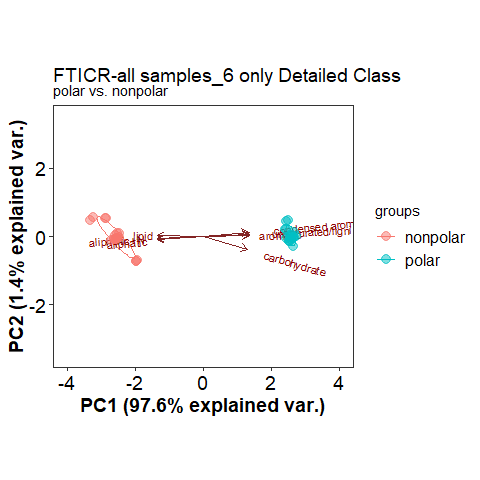 FTICR-all samples_6 only Detailed Class
polar vs. nonpolar
PC2 (1.4% explained var.)
2
0
-2
lipid
carbohydrate
-4
-2
0
2
4
PC1 (97.6% explained var.)
groups
nonpolar
polar